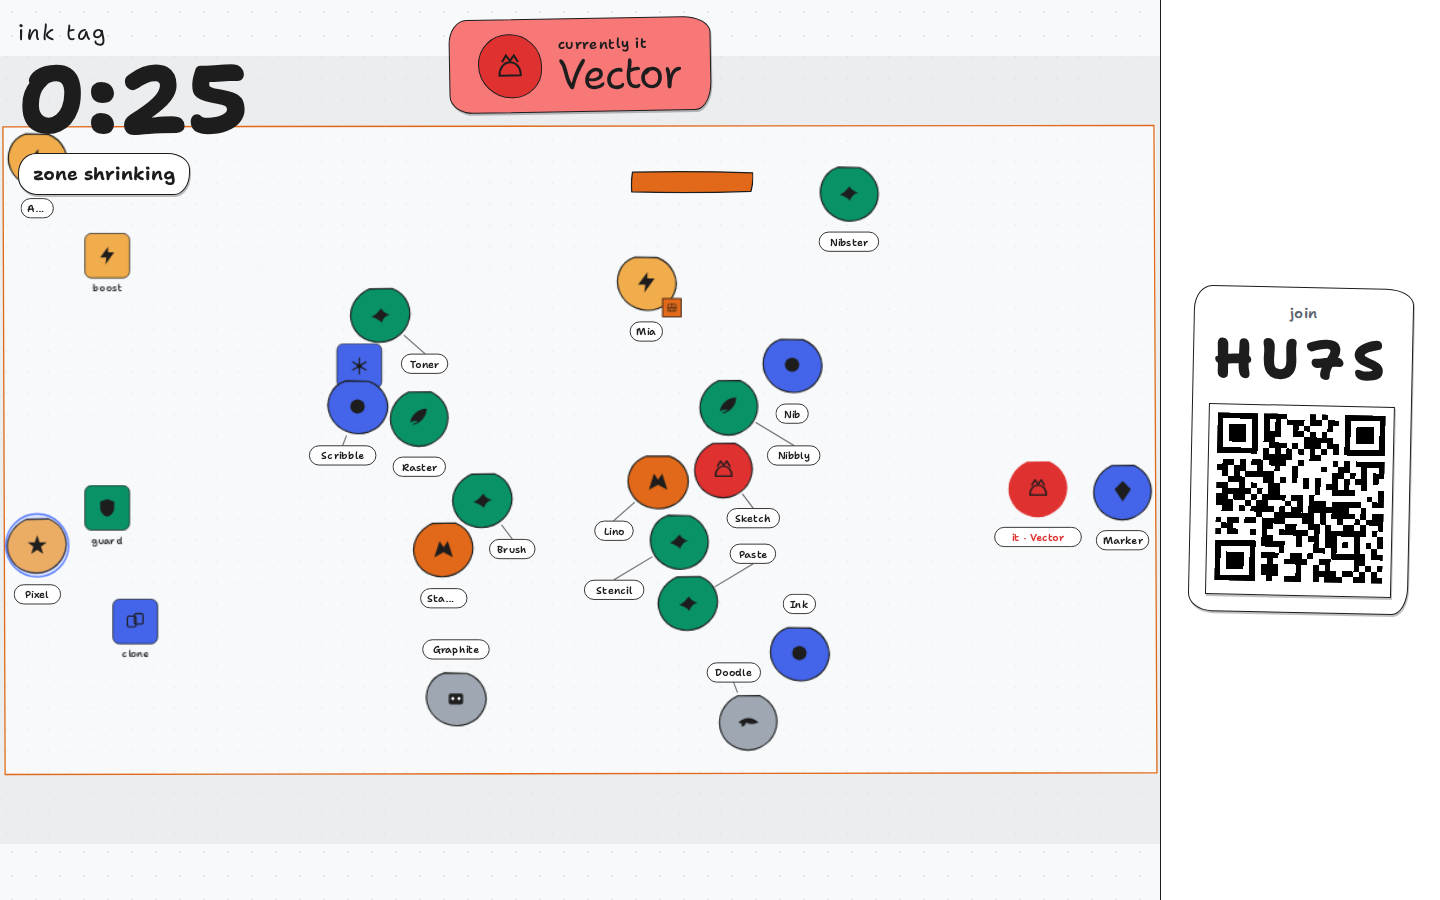 ink tag
0:25
currently it
Vector
zone shrinking
A...
boost
Nibster
Mia
Toner
Nib
Scribble
Raster
Nibbly
Lino
Sketch
guard
Brush
it · Vector
Marker
Paste
Pixel
Stencil
Sta...
Ink
clone
Graphite
Doodle
join
HU7S